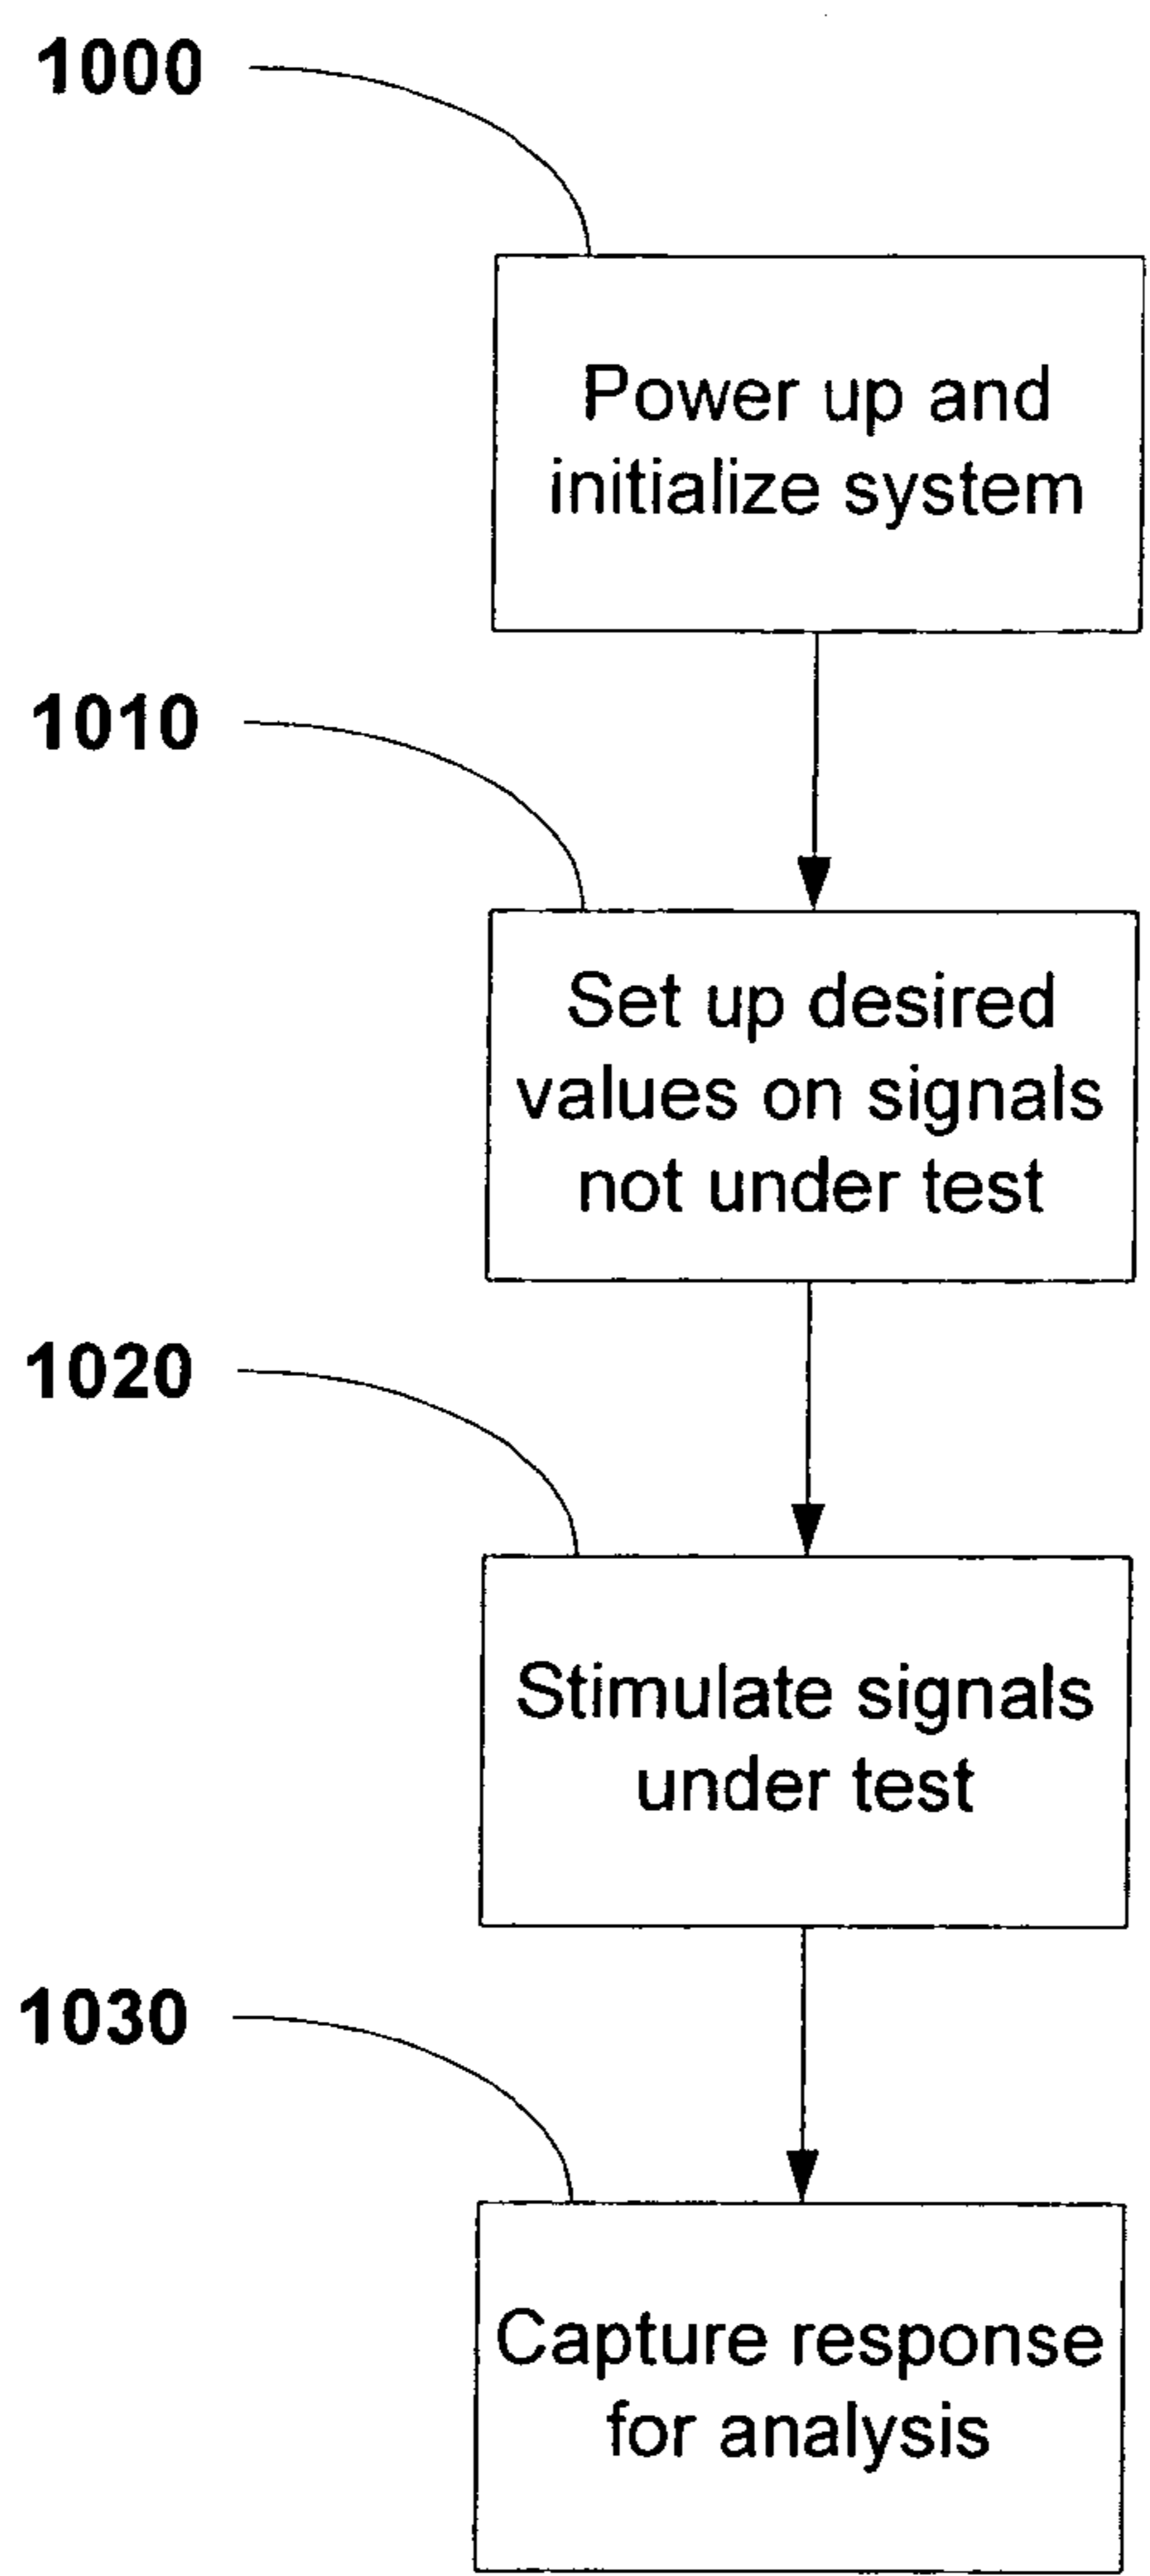 1000
Power up and
initialize system
1010
Set up desired
values on signals
not under test
1020
Stimulate signals
under test
1030
Capture response
for analysis